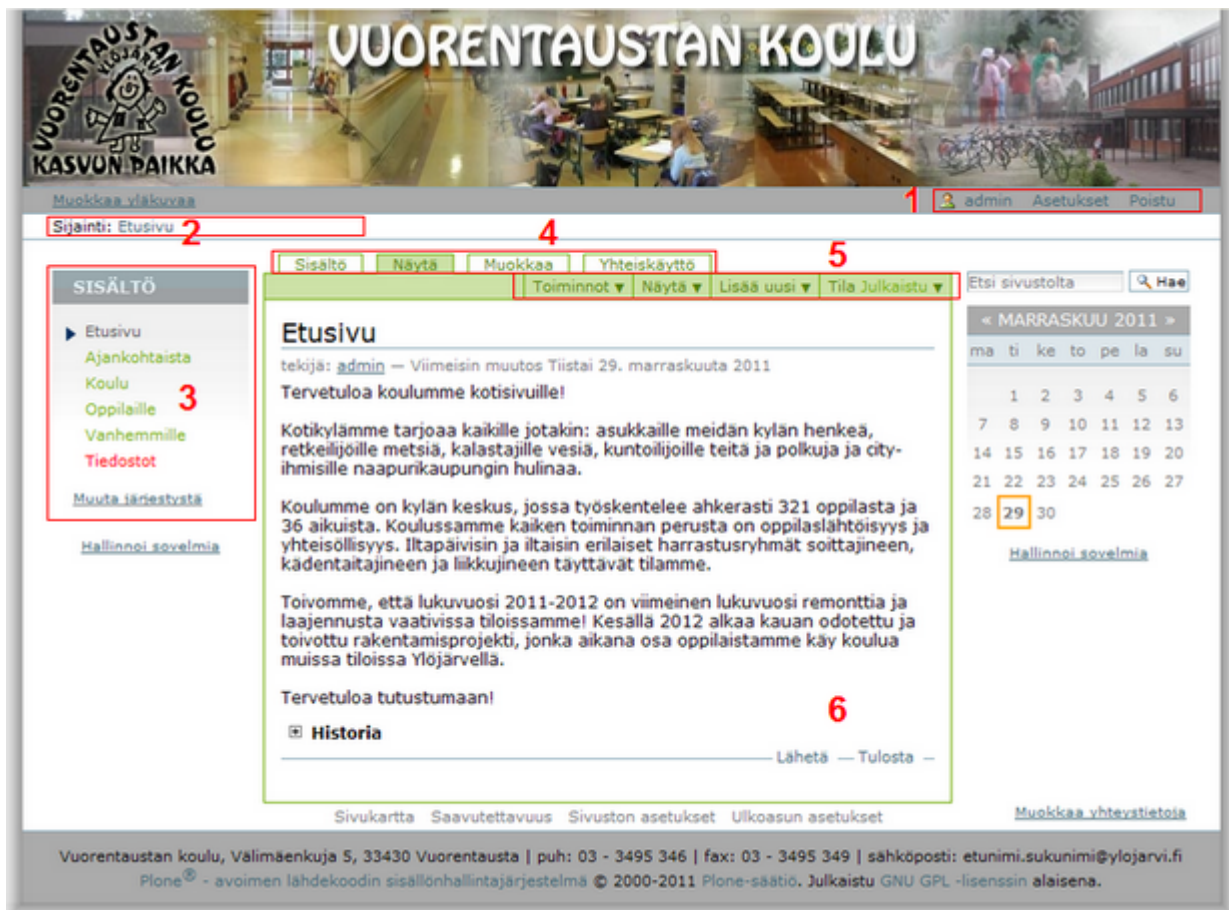 VUORENTAUSTAN KOULU
VUORENTAUSTAN KOULU
YLÖJÄRVI
KASVUN PAIKKA
Muokkaa yläkuvaa
1
admin Asetukset Poistu
Sijainti: Etusivu
2
4
5
Sisältö Näytä Muokkaa Yhteiskäyttö
Toiminnot ▼ Näytä ▼ Lisää uusi ▼ Tila Julkaistu ▼
SISÄLTÖ
Etusivu
Ajankohtaista
Koulu
Oppilaille
3
Vanhemmille
Tiedostot
Muuta järjestystä
Hallinnoi sovelmia
Etusivu
tekijä: admin — Viimeisin muutos Tiistai 29. marraskuuta 2011
Tervetuloa koulumme kotisivuille!
Kotikylämme tarjoaa kaikille jotakin: asukkaille meidän kylän henkeä,
retkeilijöille metsiä, kalastajille vesiä, kuntoilijoille teitä ja polkuja ja city-
ihmisille naapurikaupungin hulinaa.
Koulumme on kylän keskus, jossa työskentelee ahkerasti 321 oppilasta ja
36 aikuista. Koulussamme kaiken toiminnan perusta on oppilaslähtöisyys ja
yhteisöllisyys. Iltapäivisin ja iltaisin erilaiset harrastusryhmät soittajineen,
kädentaitajineen ja liikkujineen täyttävät tilamme.
Toivomme, että lukuvuosi 2011-2012 on viimeinen lukuvuosi remonttia ja
laajennusta vaativissa tiloissamme! Kesällä 2012 alkaa kauan odotettu ja
toivottu rakentamisprojekti, jonka aikana osa oppilaistamme käy koulua
muissa tiloissa Ylöjärvellä.
Tervetuloa tutustumaan!
6
Historia
Lähetä — Tulosta —
Etsi sivustolta Hae
« MARRASKUU 2011 »
ma ti ke to pe la su
1 2 3 4 5 6
7 8 9 10 11 12 13
14 15 16 17 18 19 20
21 22 23 24 25 26 27
28 29 30
Hallinnoi sovelmia
Muokkaa yhteystietoja
Sivukartta Saavutettavuus Sivuston asetukset Ulkoasun asetukset
Vuorentaustan koulu, Välimäenkuja 5, 33430 Vuorentausta | puh: 03 - 3495 346 | fax: 03 - 3495 349 | sähköposti: etunimi.sukunimi@ylojarvi.fi
Plone® - avoimen lähdekoodin sisällönhallintajärjestelmä © 2000-2011 Plone-säätiö. Julkaistu GNU GPL -lisenssin alaisena.